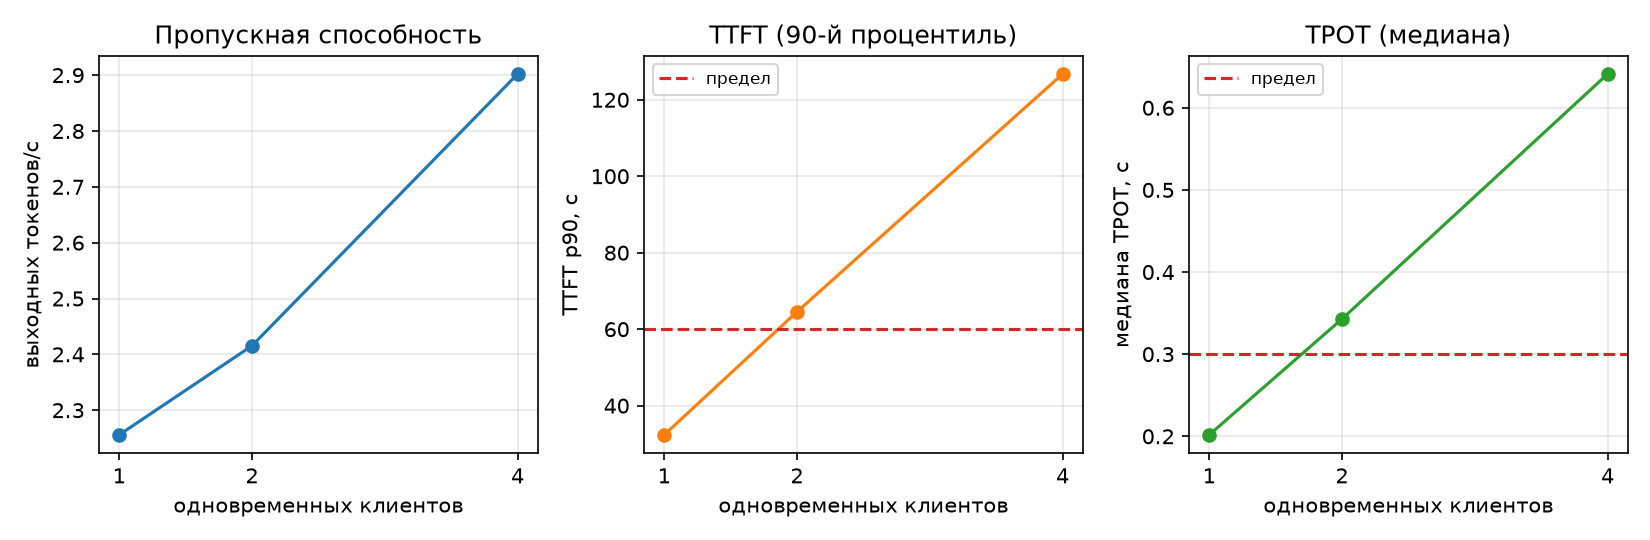 Пропускная способность
выходных токенов/с
2.9
2.8
2.7
2.6
2.5
2.4
2.3
1
2
4
одновременных клиентов
TTFT (90-й процентиль)
TTFT p90, с
предел
120
100
80
60
40
1
2
4
одновременных клиентов
TPOT (медиана)
медиана TPOT, с
предел
0.6
0.5
0.4
0.3
0.2
1
2
4
одновременных клиентов